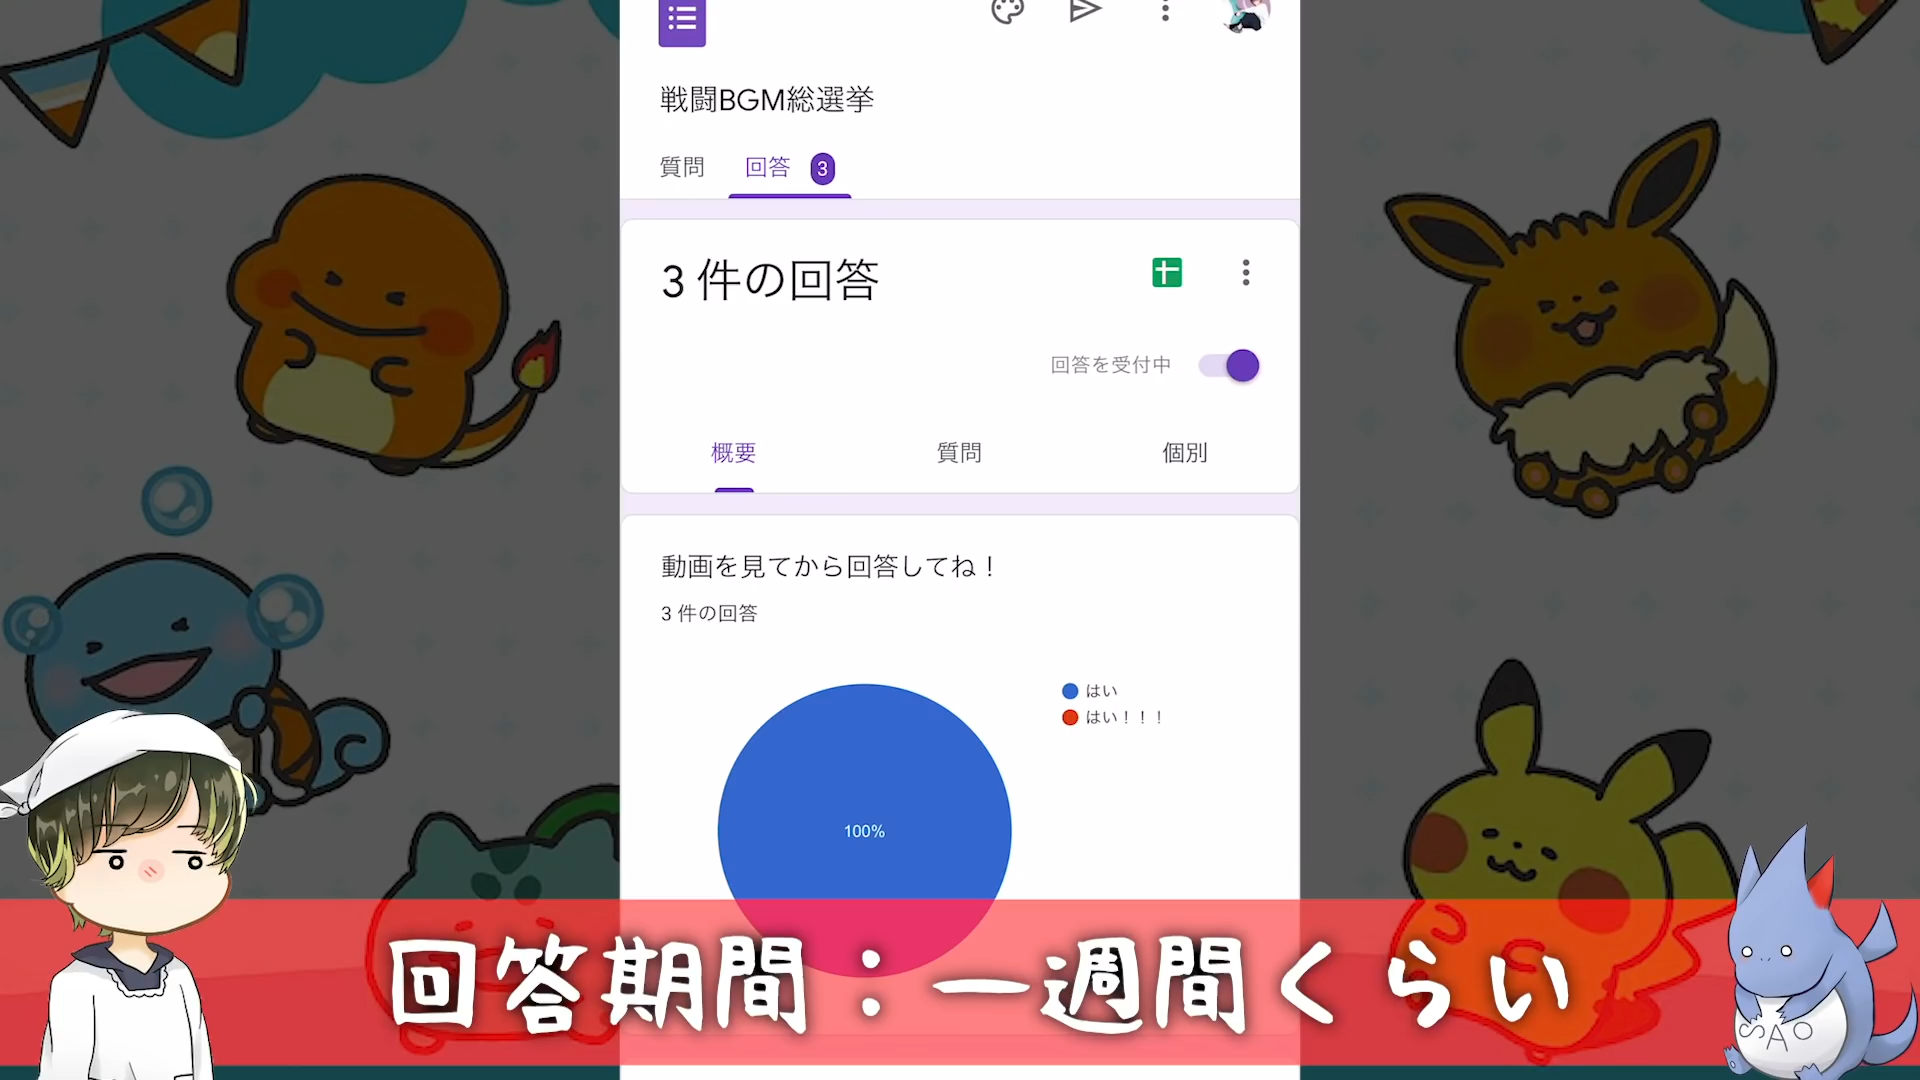 戦闘BGM総選挙
質問 回答 3
3 件の回答
回答を受付中
概要 質問 個別
動画を見てから回答してね！
3 件の回答
はい
はい！！！
100%
回答期間：一週間くらい
SAO